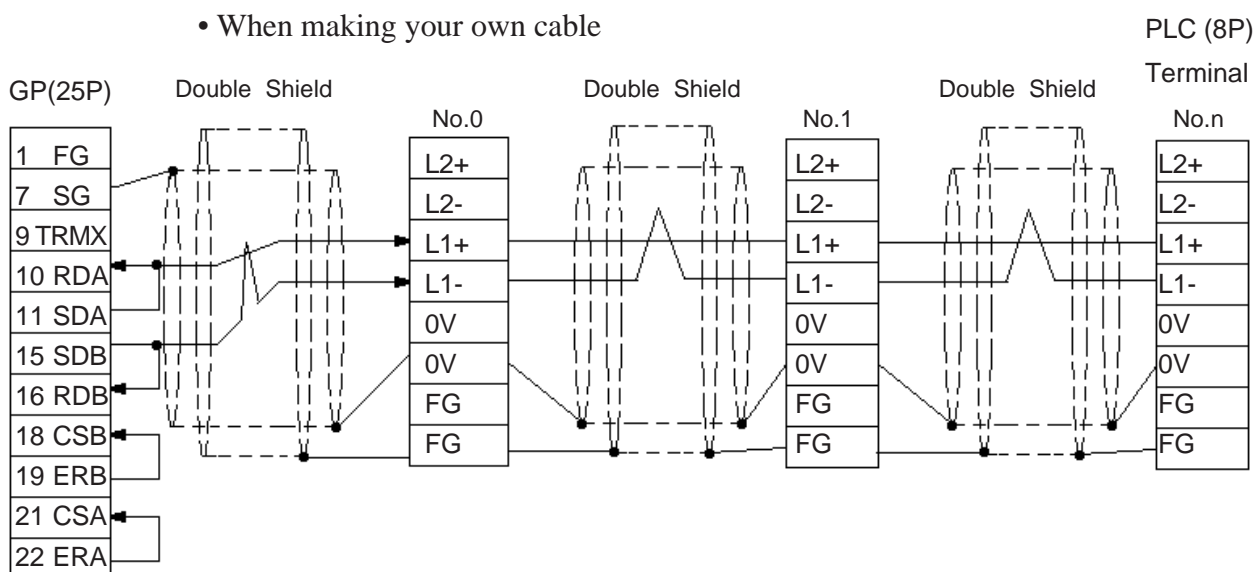 • When making your own cable
PLC (8P)
Terminal
GP(25P)
Double Shield
Double Shield
Double Shield
No.0
No.1
No.n
1 FG
7 SG
9 TRMX
10 RDA
11 SDA
15 SDB
16 RDB
18 CSB
19 ERB
21 CSA
22 ERA
L2+
L2-
L1+
L1-
0V
0V
FG
FG
L2+
L2-
L1+
L1-
0V
0V
FG
FG
L2+
L2-
L1+
L1-
0V
0V
FG
FG